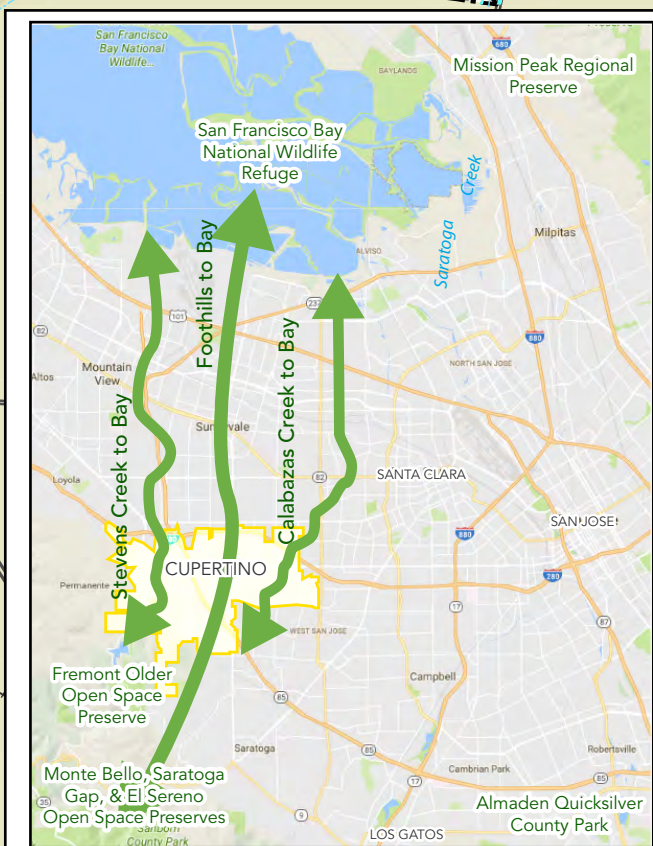 San Francisco
Bay National
Wildlife...
680
BAYLANDS
Mission Peak Regional
Preserve
San Francisco Bay
National Wildlife
Refuge
Saratoga Creek
Milpitas
ALVISO
Foothills to Bay
237
101
82
880
Mountain
View
Altos
NORTH SAN JOSE
Stevens Creek to Bay
Calabazas Creek to Bay
Sunnyvale
82
SANTA CLARA
Loyola
SAN JOSE
880
CUPERTINO
280
Permanente
17
87
WEST SAN JOSE
Fremont Older
Open Space
Preserve
Campbell
85
Saratoga
85
Robertsville
Monte Bello, Saratoga
Gap, & El Sereno
Open Space Preserves
Cambrian Park
17
85
35
Sanborn
County Park
9
Almaden Quicksilver
County Park
LOS GATOS